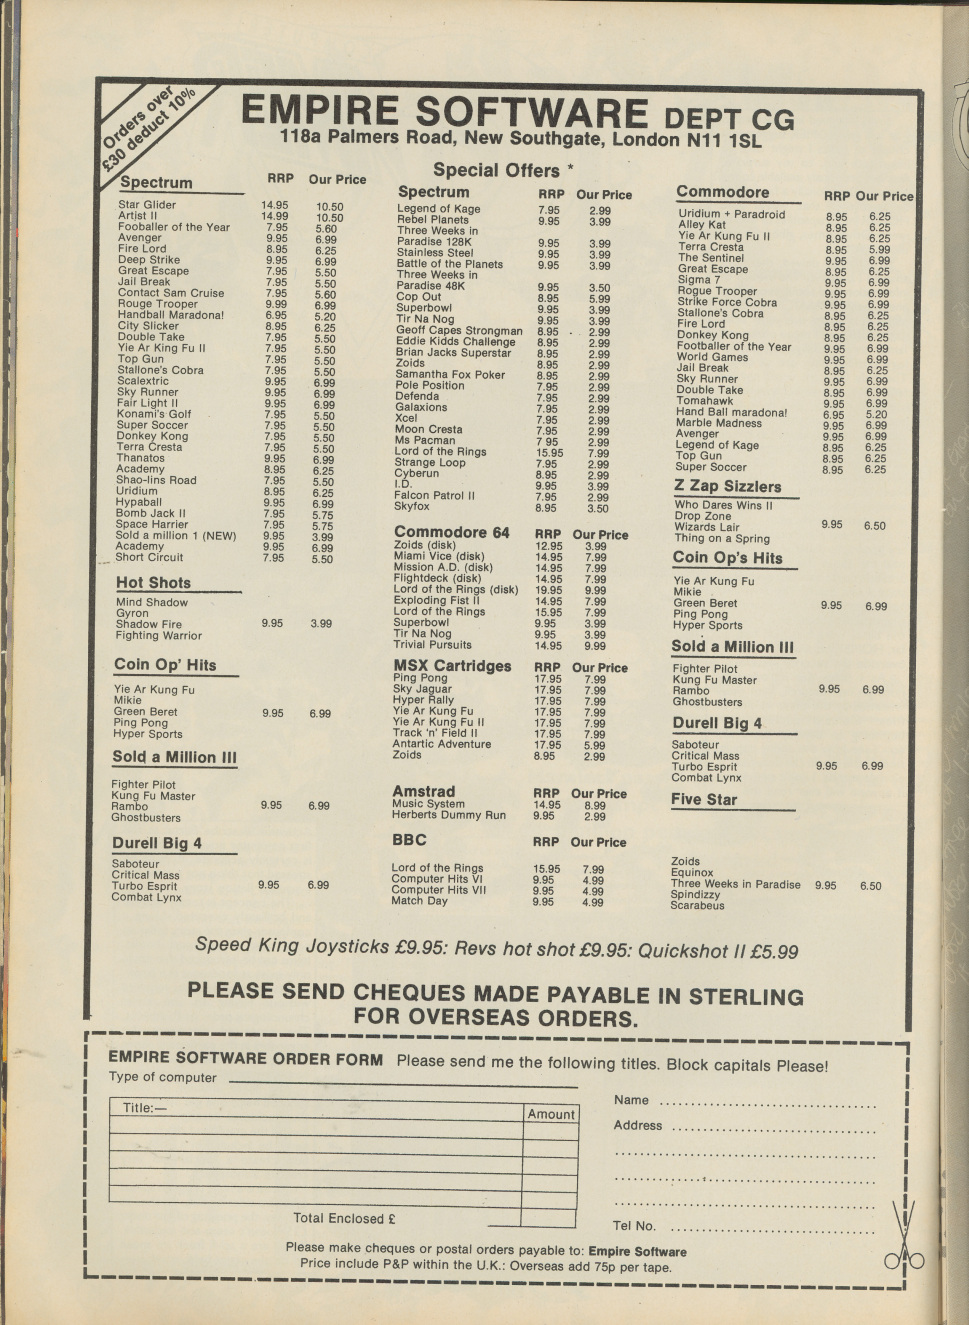 Orders over
£30 deduct 10%
EMPIRE SOFTWARE DEPT CG
118a Palmers Road, New Southgate, London N11 1SL
Special Offers *
Spectrum RRP Our Price
Star Glider 14.95 10.50
Artist II 14.99 10.50
Fooballer of the Year 7.95 5.60
Avenger 9.95 6.99
Fire Lord 8.95 6.25
Deep Strike 9.95 6.99
Great Escape 7.95 5.50
Jail Break 7.95 5.50
Contact Sam Cruise 7.95 5.60
Rouge Trooper 9.99 6.99
Handball Maradona! 6.95 5.20
City Slicker 8.95 6.25
Double Take 7.95 5.50
Yie Ar King Fu II 7.95 5.50
Top Gun 7.95 5.50
Stallone's Cobra 7.95 5.50
Scalextric 9.95 6.99
Sky Runner 9.95 6.99
Fair Light II 9.95 6.99
Konami's Golf 7.95 5.50
Super Soccer 7.95 5.50
Donkey Kong 7.95 5.50
Terra Cresta 7.95 5.50
Thanatos 9.95 6.99
Academy 8.95 6.25
Shao-lins Road 7.95 5.50
Uridium 8.95 6.25
Hypaball 9.95 6.99
Bomb Jack II 7.95 5.75
Space Harrier 7.95 5.75
Sold a million 1 (NEW) 9.95 3.99
Academy 9.95 6.99
Short Circuit 7.95 5.50
Hot Shots
Mind Shadow
Gyron
Shadow Fire 9.95 3.99
Fighting Warrior
Coin Op' Hits
Yie Ar Kung Fu
Mikie
Green Beret 9.95 6.99
Ping Pong
Hyper Sports
Sold a Million III
Fighter Pilot
Kung Fu Master
Rambo 9.95 6.99
Ghostbusters
Durell Big 4
Saboteur
Critical Mass
Turbo Esprit 9.95 6.99
Combat Lynx
Spectrum RRP Our Price
Legend of Kage 7.95 2.99
Rebel Planets 9.95 3.99
Three Weeks in
Paradise 128K 9.95 3.99
Stainless Steel 9.95 3.99
Battle of the Planets 9.95 3.99
Three Weeks in
Paradise 48K 9.95 3.50
Cop Out 8.95 5.99
Superbowl 9.95 3.99
Tir Na Nog 9.95 3.99
Geoff Capes Strongman 8.95 2.99
Eddie Kidds Challenge 8.95 2.99
Brian Jacks Superstar 8.95 2.99
Zoids 8.95 2.99
Samantha Fox Poker 8.95 2.99
Pole Position 7.95 2.99
Defenda 7.95 2.99
Galaxions 7.95 2.99
Xcel 7.95 2.99
Moon Cresta 7.95 2.99
Ms Pacman 7 95 2.99
Lord of the Rings 15.95 7.99
Strange Loop 7.95 2.99
Cyberun 8.95 2.99
I.D. 9.95 3.99
Falcon Patrol II 7.95 2.99
Skyfox 8.95 3.50
Commodore 64 RRP Our Price
Zoids (disk) 12.95 3.99
Miami Vice (disk) 14.95 7.99
Mission A.D. (disk) 14.95 7.99
Flightdeck (disk) 14.95 7.99
Lord of the Rings (disk) 19.95 9.99
Exploding Fist II 14.95 7.99
Lord of the Rings 15.95 7.99
Superbowl 9.95 3.99
Tir Na Nog 9.95 3.99
Trivial Pursuits 14.95 9.99
MSX Cartridges RRP Our Price
Ping Pong 17.95 7.99
Sky Jaguar 17.95 7.99
Hyper Rally 17.95 7.99
Yie Ar Kung Fu 17.95 7.99
Yie Ar Kung Fu II 17.95 7.99
Track 'n' Field II 17.95 7.99
Antartic Adventure 17.95 5.99
Zoids 8.95 2.99
Amstrad RRP Our Price
Music System 14.95 8.99
Herberts Dummy Run 9.95 2.99
BBC RRP Our Price
Lord of the Rings 15.95 7.99
Computer Hits VI 9.95 4.99
Computer Hits VII 9.95 4.99
Match Day 9.95 4.99
Commodore RRP Our Price
Uridium + Paradroid 8.95 6.25
Alley Kat 8.95 6.25
Yie Ar Kung Fu II 8.95 6.25
Terra Cresta 8.95 5.99
The Sentinel 9.95 6.99
Great Escape 8.95 6.25
Sigma 7 9.95 6.99
Rogue Trooper 9.95 6.99
Strike Force Cobra 9.95 6.99
Stallone's Cobra 8.95 6.25
Fire Lord 8.95 6.25
Donkey Kong 8.95 6.25
Footballer of the Year 9.95 6.99
World Games 9.95 6.99
Jail Break 8.95 6.25
Sky Runner 9.95 6.99
Double Take 8.95 6.99
Tomahawk 9.95 6.99
Hand Ball maradona! 6.95 5.20
Marble Madness 9.95 6.99
Avenger 9.95 6.99
Legend of Kage 8.95 6.25
Top Gun 8.95 6.25
Super Soccer 8.95 6.25
Z Zap Sizzlers
Who Dares Wins II
Drop Zone
Wizards Lair 9.95 6.50
Thing on a Spring
Coin Op's Hits
Yie Ar Kung Fu
Mikie
Green Beret 9.95 6.99
Ping Pong
Hyper Sports
Sold a Million III
Fighter Pilot
Kung Fu Master
Rambo 9.95 6.99
Ghostbusters
Durell Big 4
Saboteur
Critical Mass
Turbo Esprit 9.95 6.99
Combat Lynx
Five Star
Zoids
Equinox
Three Weeks in Paradise 9.95 6.50
Spindizzy
Scarabeus
Speed King Joysticks £9.95: Revs hot shot £9.95: Quickshot II £5.99
PLEASE SEND CHEQUES MADE PAYABLE IN STERLING
FOR OVERSEAS ORDERS.
EMPIRE SOFTWARE ORDER FORM Please send me the following titles. Block capitals Please!
Type of computer
Title:—
Amount
Total Enclosed £
Name
Address
Tel No.
Please make cheques or postal orders payable to: Empire Software
Price include P&P within the U.K.: Overseas add 75p per tape.